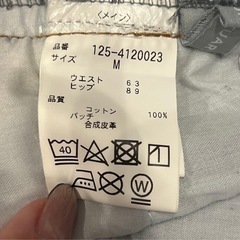 〈メイン〉
品番 125-4120023
サイズ M
ウエスト 63
ヒップ 89
品質
コットン 100%
パッチ 合成皮革
40
W